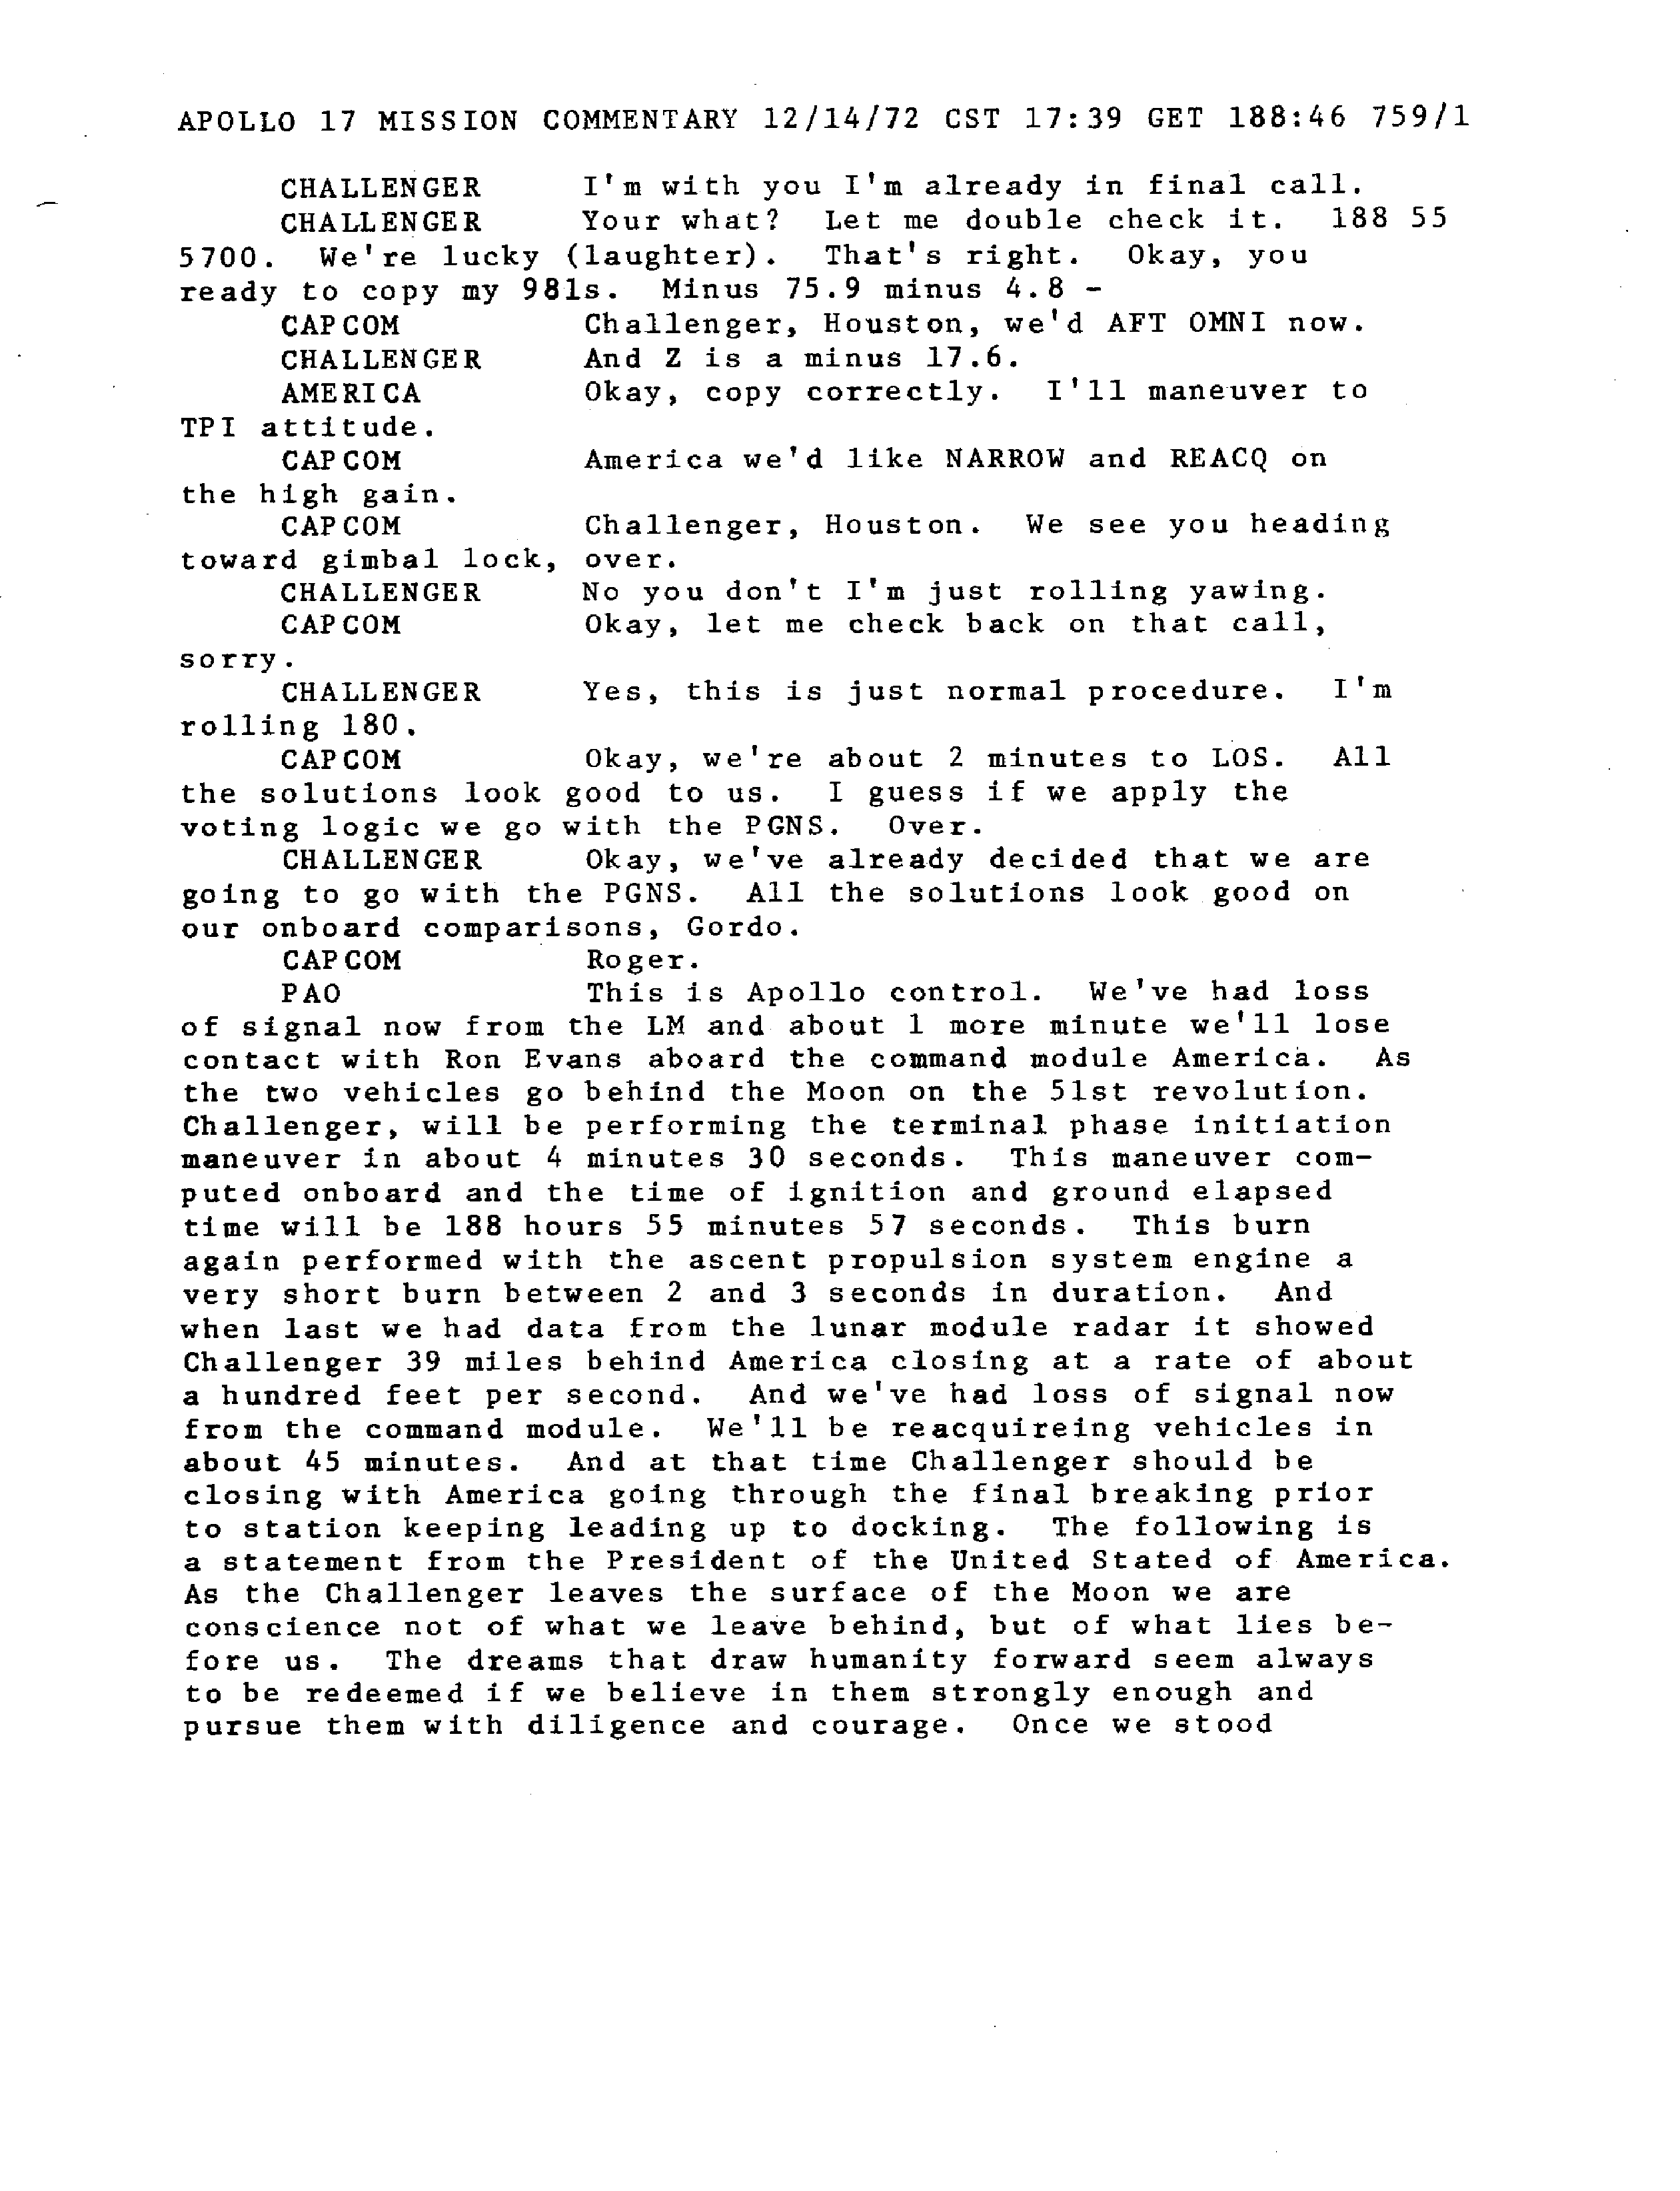 APOLLO 17 MISSION COMMENTARY 12/14/72 CST 17:39 GET 188:46 759/1
CHALLENGER I'm with you I'm already in final call.
CHALLENGER Your what? Let me double check it. 188 55
5700. We're lucky (laughter). That's right. Okay, you
ready to copy my 981s. Minus 75.9 minus 4.8 -
CAPCOM Challenger, Houston, we'd AFT OMNI now.
CHALLENGER And Z is a minus 17.6.
AMERICA Okay, copy correctly. I'll maneuver to
TPI attitude.
CAPCOM America we'd like NARROW and REACQ on
the high gain.
CAPCOM Challenger, Houston. We see you heading
toward gimbal lock, over.
CHALLENGER No you don't I'm just rolling yawing.
CAPCOM Okay, let me check back on that call,
sorry.
CHALLENGER Yes, this is just normal procedure. I'm
rolling 180.
CAPCOM Okay, we're about 2 minutes to LOS. All
the solutions look good to us. I guess if we apply the
voting logic we go with the PGNS. Over.
CHALLENGER Okay, we've already decided that we are
going to go with the PGNS. All the solutions look good on
our onboard comparisons, Gordo.
CAPCOM Roger.
PAO This is Apollo control. We've had loss
of signal now from the LM and about 1 more minute we'll lose
contact with Ron Evans aboard the command module America. As
the two vehicles go behind the Moon on the 51st revolution.
Challenger, will be performing the terminal phase initiation
maneuver in about 4 minutes 30 seconds. This maneuver com-
puted onboard and the time of ignition and ground elapsed
time will be 188 hours 55 minutes 57 seconds. This burn
again performed with the ascent propulsion system engine a
very short burn between 2 and 3 seconds in duration. And
when last we had data from the lunar module radar it showed
Challenger 39 miles behind America closing at a rate of about
a hundred feet per second. And we've had loss of signal now
from the command module. We'll be reacquireing vehicles in
about 45 minutes. And at that time Challenger should be
closing with America going through the final breaking prior
to station keeping leading up to docking. The following is
a statement from the President of the United Stated of America.
As the Challenger leaves the surface of the Moon we are
conscience not of what we leave behind, but of what lies be-
fore us. The dreams that draw humanity forward seem always
to be redeemed if we believe in them strongly enough and
pursue them with diligence and courage. Once we stood